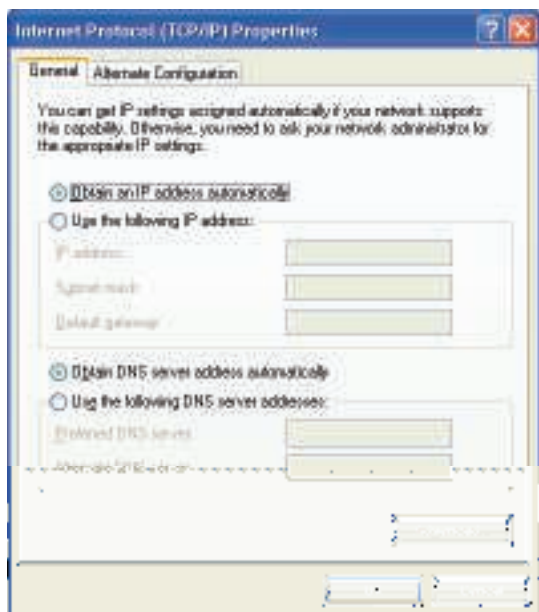 Internet Protocol (TCP/IP) Properties
General
Alternate Configuration
You can get IP settings assigned automatically if your network supports
this capability. Otherwise, you need to ask your network administrator for
the appropriate IP settings.
Obtain an IP address automatically
Use the following IP address:
IP address:
Subnet mask:
Default gateway:
Obtain DNS server address automatically
Use the following DNS server addresses:
Preferred DNS server: